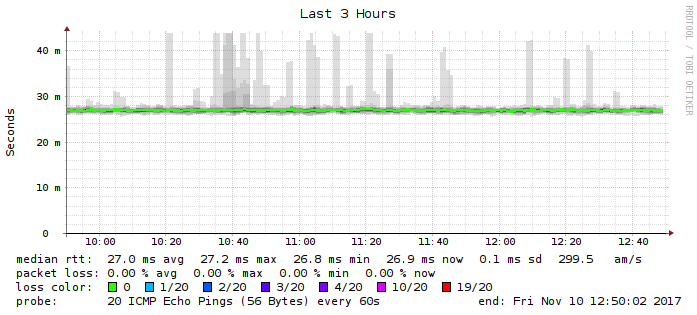 Last 3 Hours
RRDTOOL / TOBI OETIKER
Seconds
40 m
30 m
20 m
10 m
0
10:00 10:20 10:40 11:00 11:20 11:40 12:00 12:20 12:40
median rtt: 27.0 ms avg 27.2 ms max 26.8 ms min 26.9 ms now 0.1 ms sd 299.5 am/s
packet loss: 0.00 % avg 0.00 % max 0.00 % min 0.00 % now
loss color: 0 1/20 2/20 3/20 4/20 10/20 19/20
probe: 20 ICMP Echo Pings (56 Bytes) every 60s end: Fri Nov 10 12:50:02 2017